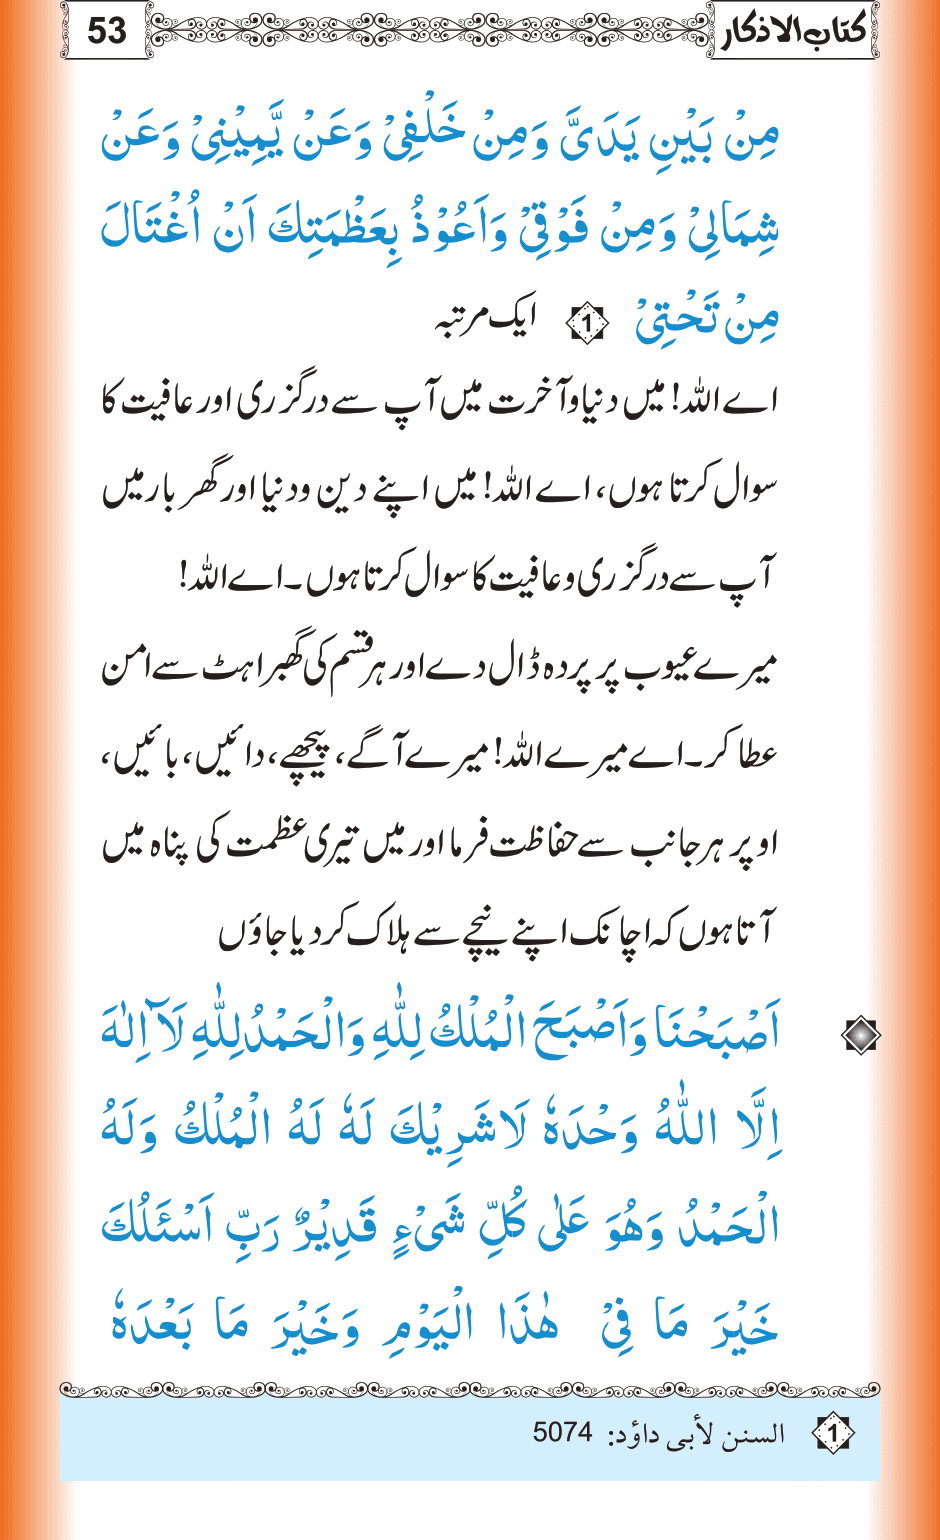 كتاب الاذكار 53
مِنْۢ بَيْنِ يَدَىَّ وَمِنْ خَلْفِىْ وَعَنْ يَّمِيْنِىْ وَعَنْ
شِمَالِىْ وَمِنْ فَوْقِىْ وَاَعُوْذُ بِعَظْمَتِكَ اَنْ اُغْتَالَ
مِنْ تَحْتِىْ 1 ایک مرتبہ
اے اللہ! میں دنیا وآخرت میں آپ سے درگزری اور عافیت کا
سوال کرتا ہوں، اے اللہ! میں اپنے دین ودنیا اور گھر بار میں
آپ سے درگزری وعافیت کا سوال کرتا ہوں۔ اے اللہ!
میرے عیوب پر پردہ ڈال دے اور ہر قسم کی گھبراہٹ سے امن
عطا کر۔ اے میرے اللہ! میرے آگے، پیچھے، دائیں، بائیں،
اوپر ہر جانب سے حفاظت فرما اور میں تیری عظمت کی پناہ میں
آتا ہوں کہ اچانک اپنے نیچے سے ہلاک کر دیا جاؤں
اَصْبَحْنَا وَاَصْبَحَ الْمُلْكُ لِلّٰهِ وَالْحَمْدُ لِلّٰهِ لَآ اِلٰهَ
اِلَّا اللّٰهُ وَحْدَهٗ لَا شَرِيْكَ لَهٗ لَهُ الْمُلْكُ وَلَهُ
الْحَمْدُ وَهُوَ عَلٰى كُلِّ شَىْءٍ قَدِيْرٌ رَبِّ اَسْئَلُكَ
خَيْرَ مَا فِىْ هٰذَا الْيَوْمِ وَخَيْرَ مَا بَعْدَهٗ
1 السنن لأبی داؤد: 5074